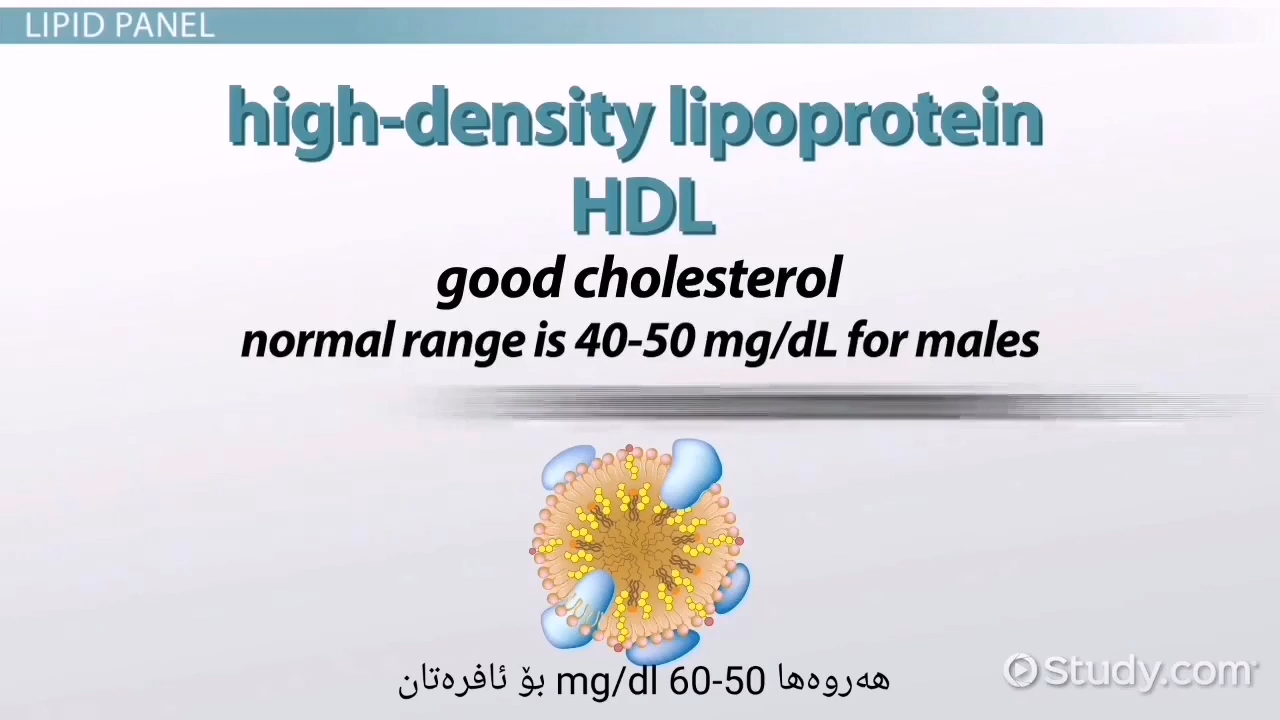 LIPID PANEL
high-density lipoprotein
HDL
good cholesterol
normal range is 40-50 mg/dL for males
هەروەها 50-60 mg/dl بۆ ئافرەتان
Study.com